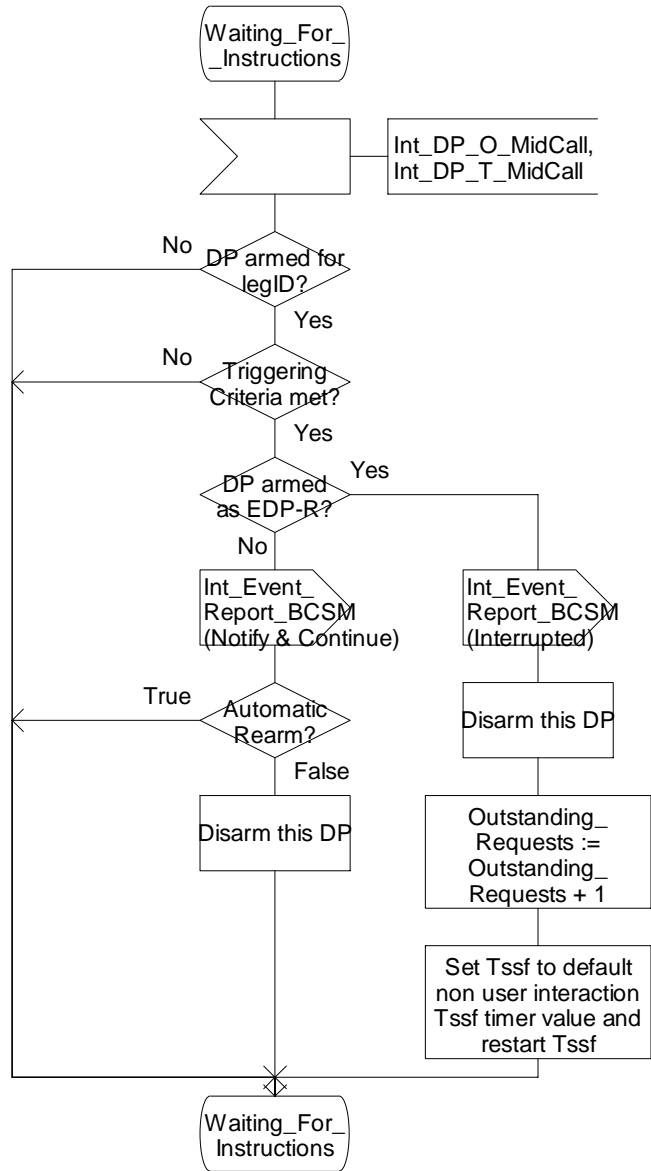 Waiting_For_
_Instructions
Int_DP_O_MidCall,
Int_DP_T_MidCall
No
DP armed for
legID?
Yes
No
Triggering
Criteria met?
Yes
DP armed
as EDP-R?
Yes
No
Int_Event_
Report_BCSM
(Notify & Continue)
Int_Event_
Report_BCSM
(Interrupted)
True
Automatic
Rearm?
False
Disarm this DP
Disarm this DP
Outstanding_
Requests :=
Outstanding_
Requests + 1
Set Tssf to default
non user interaction
Tssf timer value and
restart Tssf
Waiting_For_
Instructions